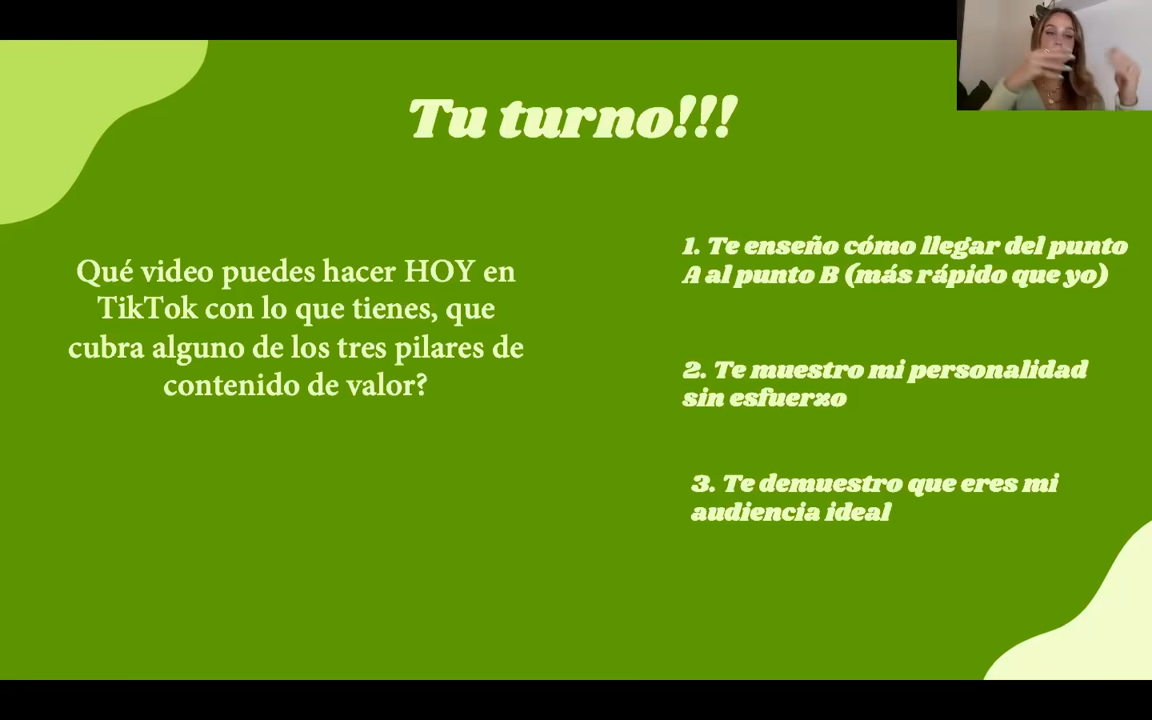 Tu turno!!!
Qué video puedes hacer HOY en
TikTok con lo que tienes, que
cubra alguno de los tres pilares de
contenido de valor?
1. Te enseño cómo llegar del punto
A al punto B (más rápido que yo)
2. Te muestro mi personalidad
sin esfuerzo
3. Te demuestro que eres mi
audiencia ideal